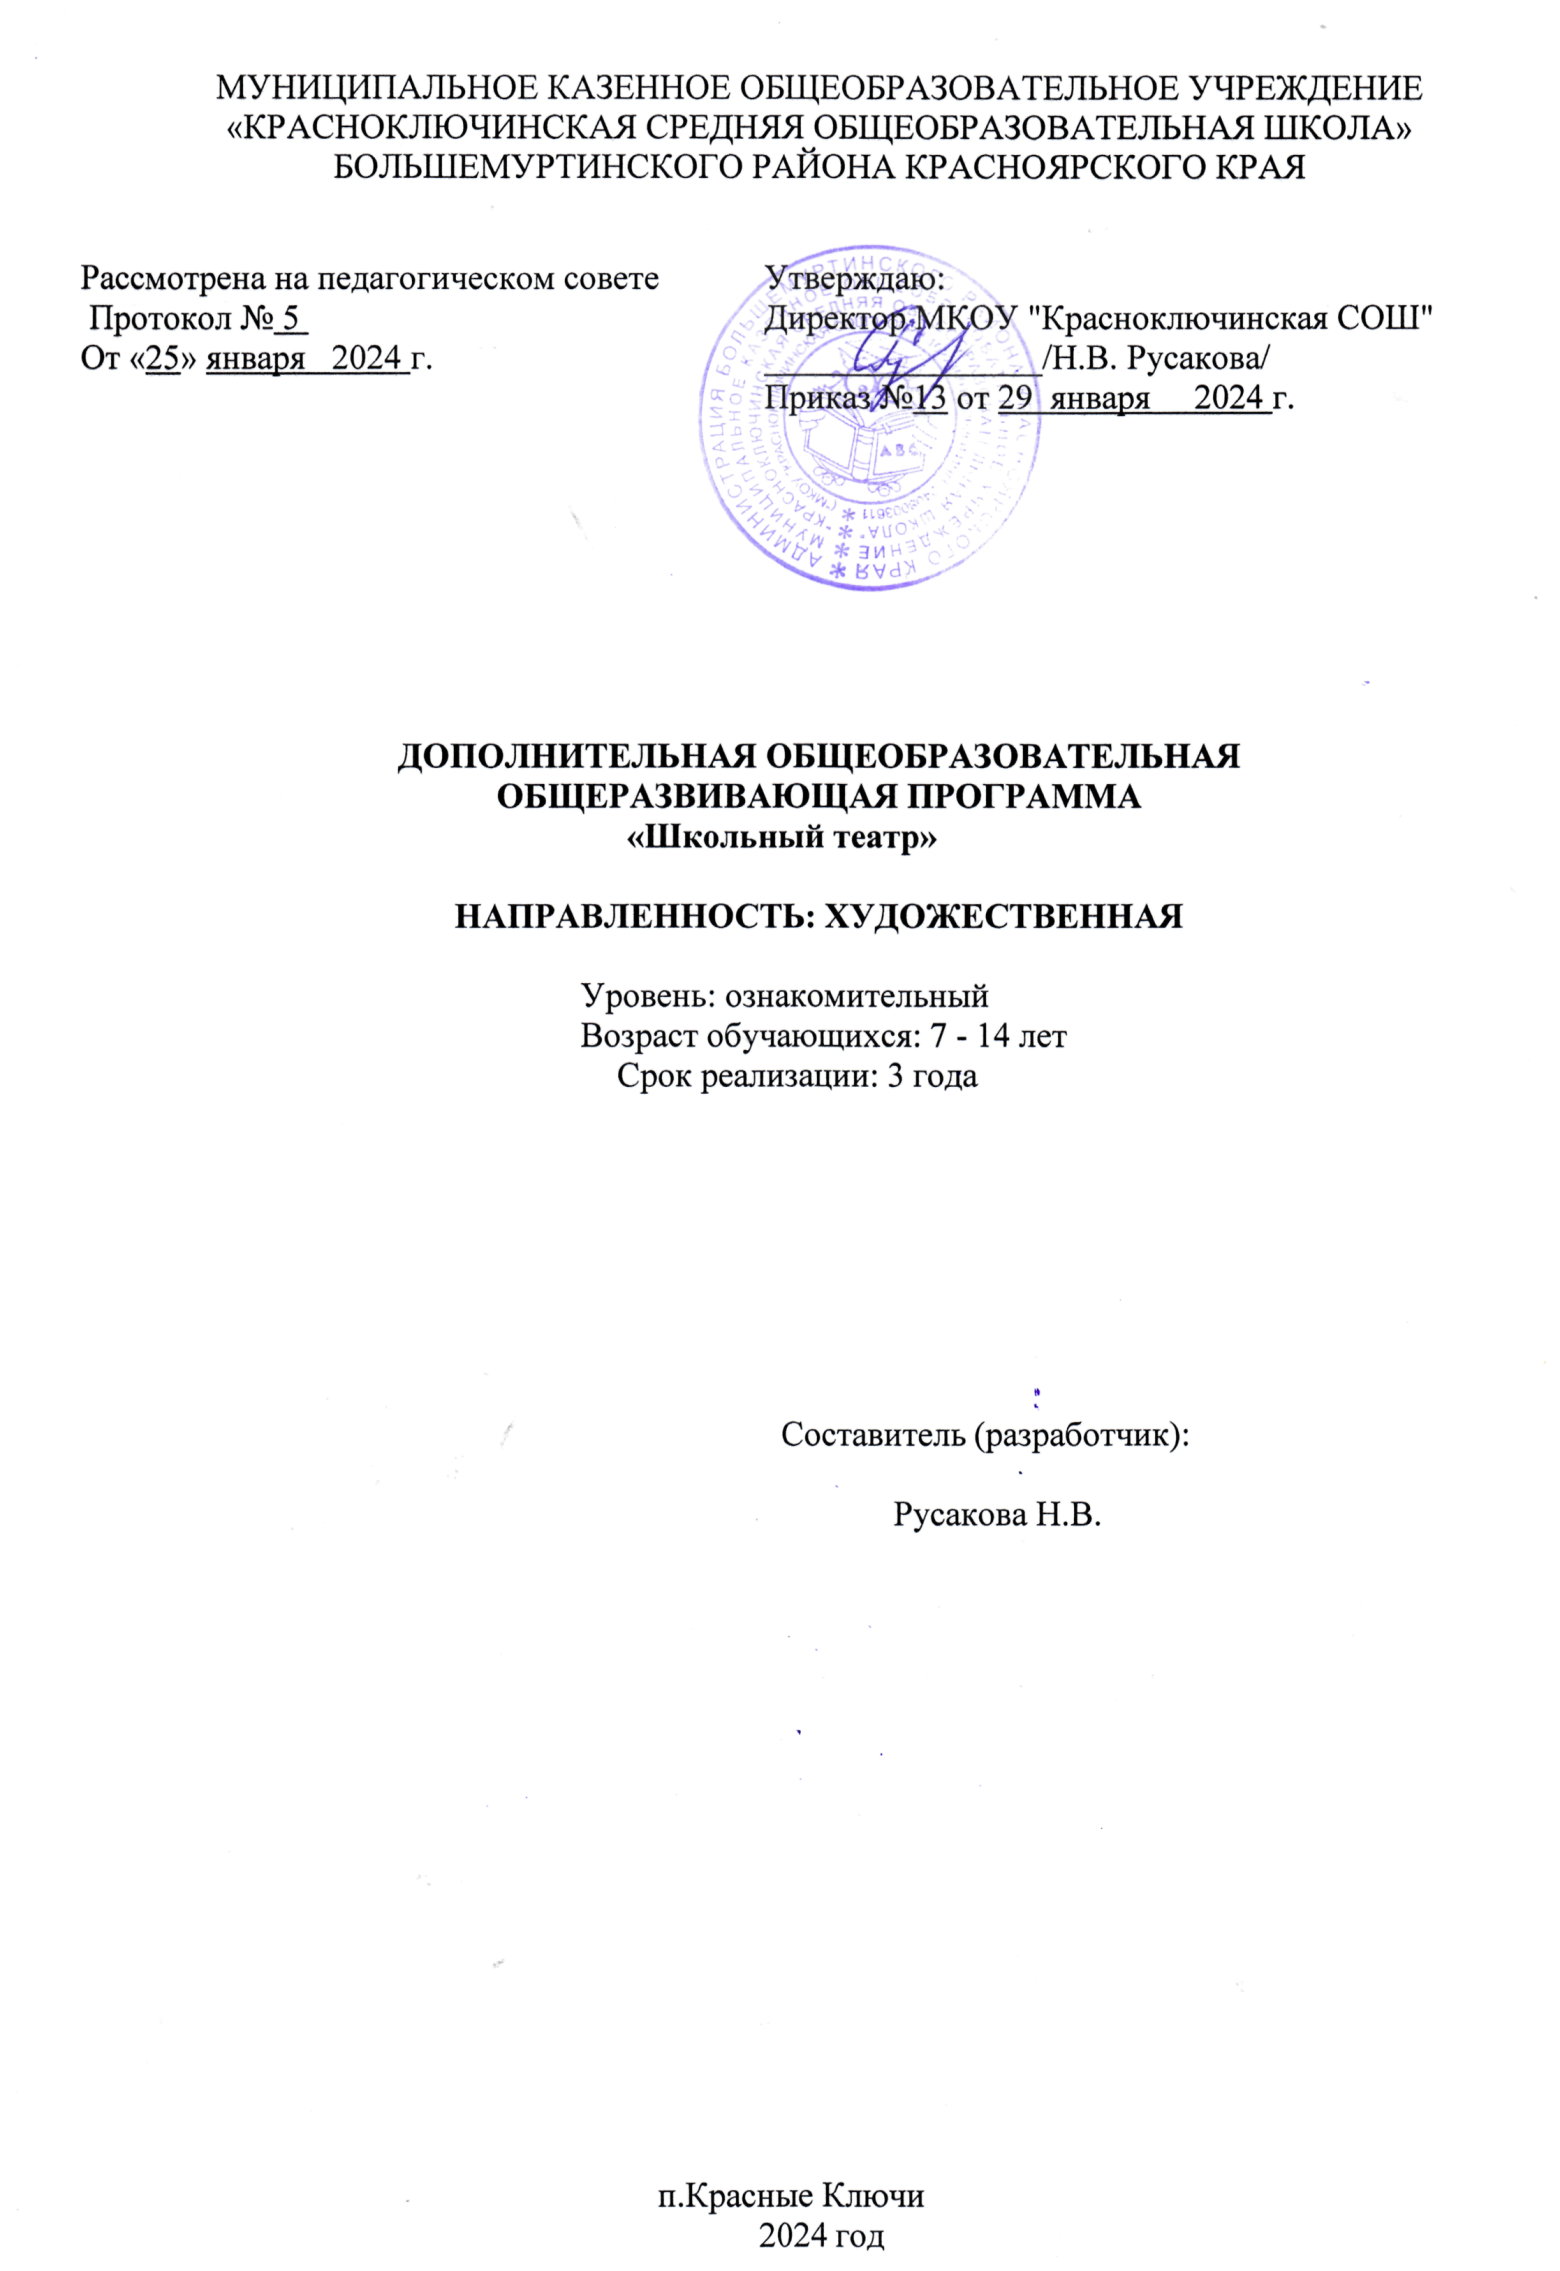 МУНИЦИПАЛЬНОЕ КАЗЕННОЕ ОБЩЕОБРАЗОВАТЕЛЬНОЕ УЧРЕЖДЕНИЕ
«КРАСНОКЛЮЧИНСКАЯ СРЕДНЯЯ ОБЩЕОБРАЗОВАТЕЛЬНАЯ ШКОЛА»
БОЛЬШЕМУРТИНСКОГО РАЙОНА КРАСНОЯРСКОГО КРАЯ
Рассмотрена на педагогическом совете
Протокол № 5
От «25» января 2024 г.
Утверждаю:
Директор МКОУ "Красноключинская СОШ"
/Н.В. Русакова/
Приказ №13 от 29 января 2024 г.
АВС
ДОПОЛНИТЕЛЬНАЯ ОБЩЕОБРАЗОВАТЕЛЬНАЯ
ОБЩЕРАЗВИВАЮЩАЯ ПРОГРАММА
«Школьный театр»
НАПРАВЛЕННОСТЬ: ХУДОЖЕСТВЕННАЯ
Уровень: ознакомительный
Возраст обучающихся: 7 - 14 лет
Срок реализации: 3 года
Составитель (разработчик):
Русакова Н.В.
п.Красные Ключи
2024 год